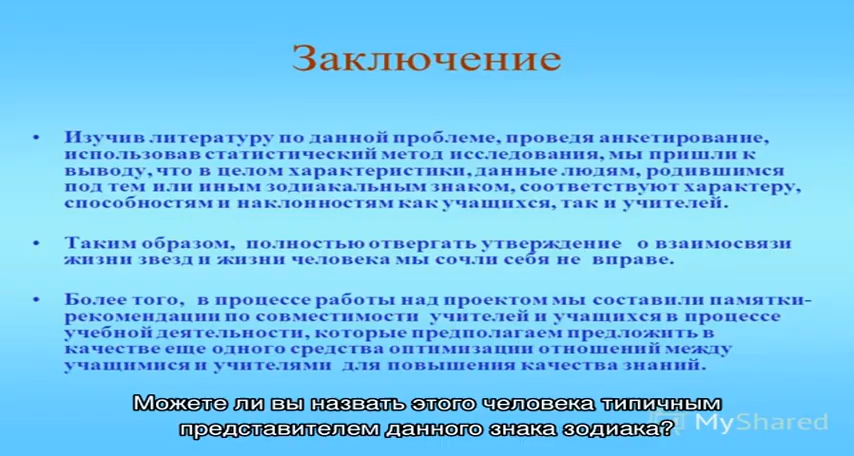 Заключение
• Изучив литературу по данной проблеме, проведя анкетирование,
использовав статистический метод исследования, мы пришли к
выводу, что в целом характеристики, данные людям, родившимся
под тем или иным зодиакальным знаком, соответствуют характеру,
способностям и наклонностям как учащихся, так и учителей.
• Таким образом, полностью отвергать утверждение о взаимосвязи
жизни звезд и жизни человека мы сочли себя не вправе.
• Более того, в процессе работы над проектом мы составили памятки-
рекомендации по совместимости учителей и учащихся в процессе
учебной деятельности, которые предполагаем предложить в
качестве еще одного средства оптимизации отношений между
учащимися и учителями для повышения качества знаний.
Можете ли вы назвать этого человека типичным
представителем данного знака зодиака?
MyShared